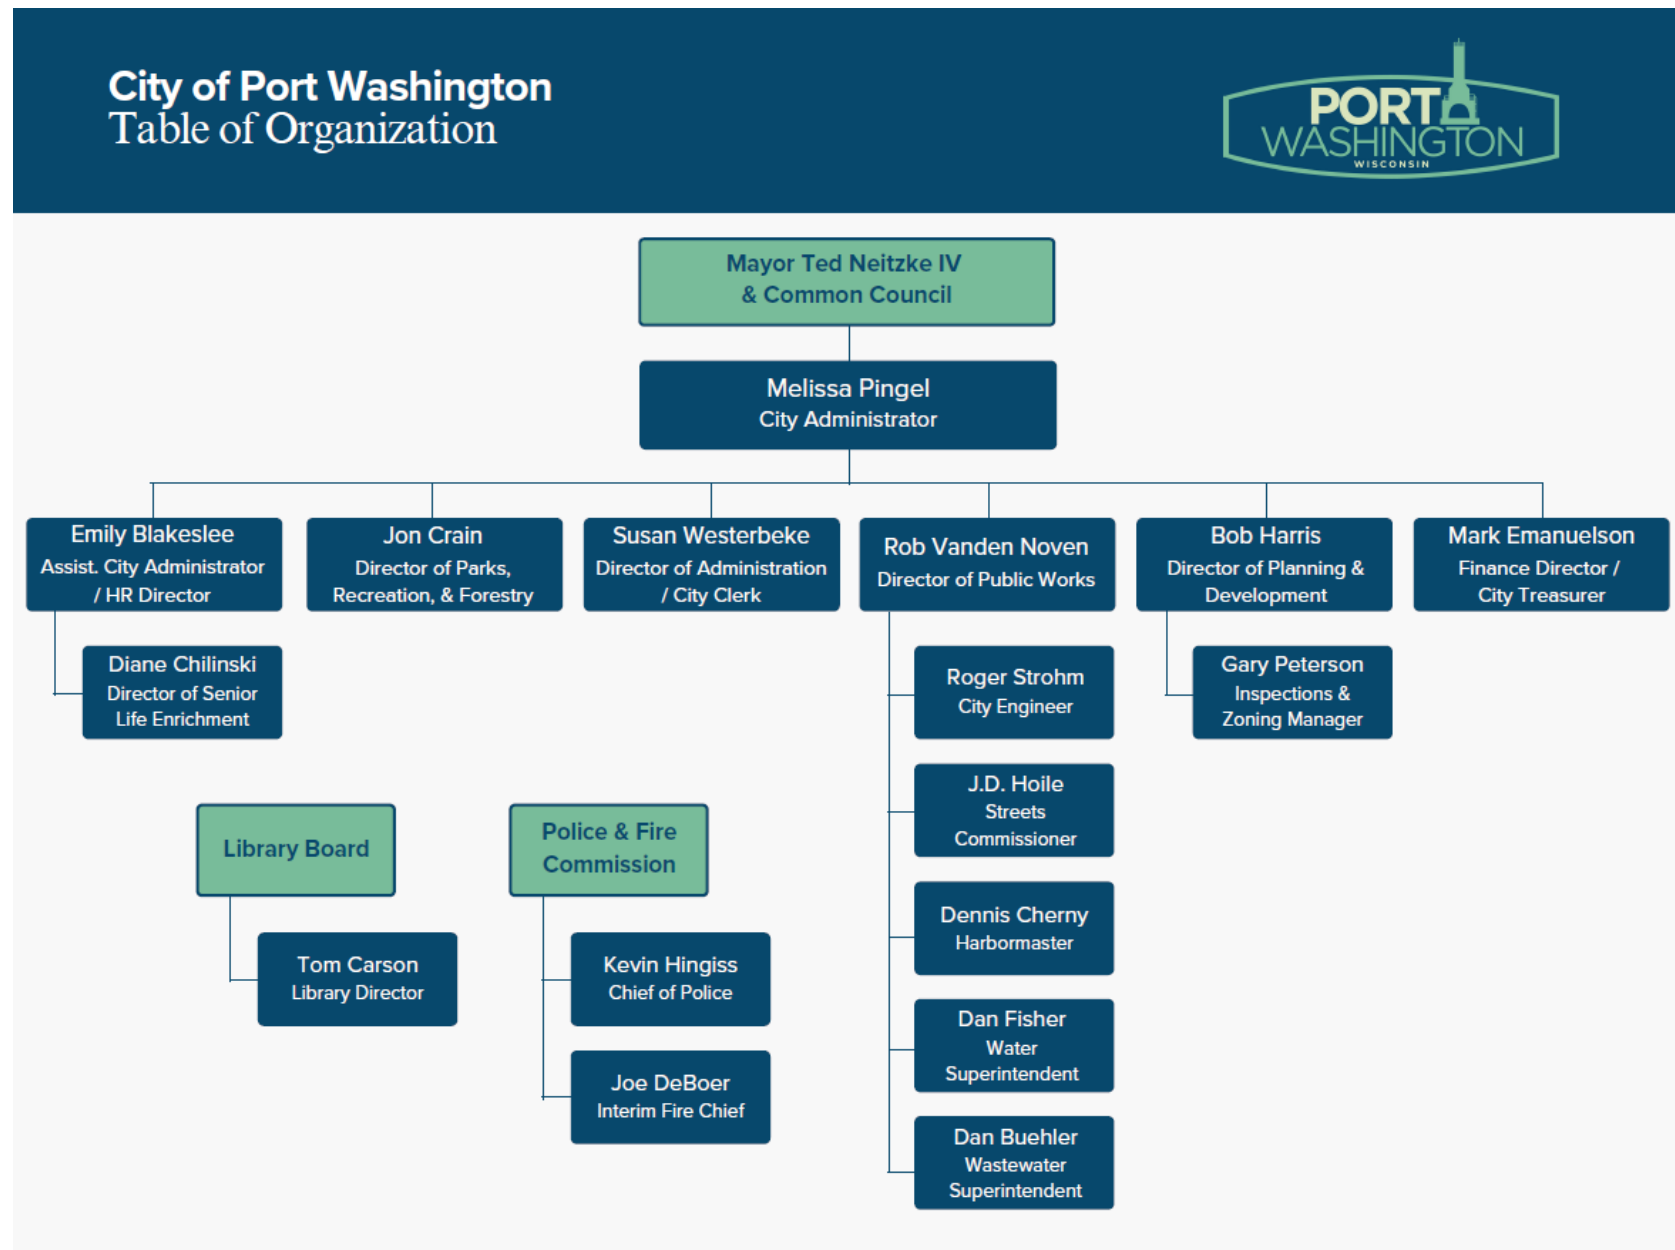 City of Port Washington
Table of Organization
PORT
WASHINGTON
WISCONSIN
Mayor Ted Neitzke IV
& Common Council
Melissa Pingel
City Administrator
Emily Blakeslee
Assist. City Administrator
/ HR Director
Jon Crain
Director of Parks,
Recreation, & Forestry
Susan Westerbeke
Director of Administration
/ City Clerk
Rob Vanden Noven
Director of Public Works
Bob Harris
Director of Planning &
Development
Mark Emanuelson
Finance Director /
City Treasurer
Diane Chilinski
Director of Senior
Life Enrichment
Roger Strohm
City Engineer
J.D. Hoile
Streets
Commissioner
Dennis Cherny
Harbormaster
Dan Fisher
Water
Superintendent
Dan Buehler
Wastewater
Superintendent
Gary Peterson
Inspections &
Zoning Manager
Library Board
Tom Carson
Library Director
Police & Fire
Commission
Kevin Hingiss
Chief of Police
Joe DeBoer
Interim Fire Chief